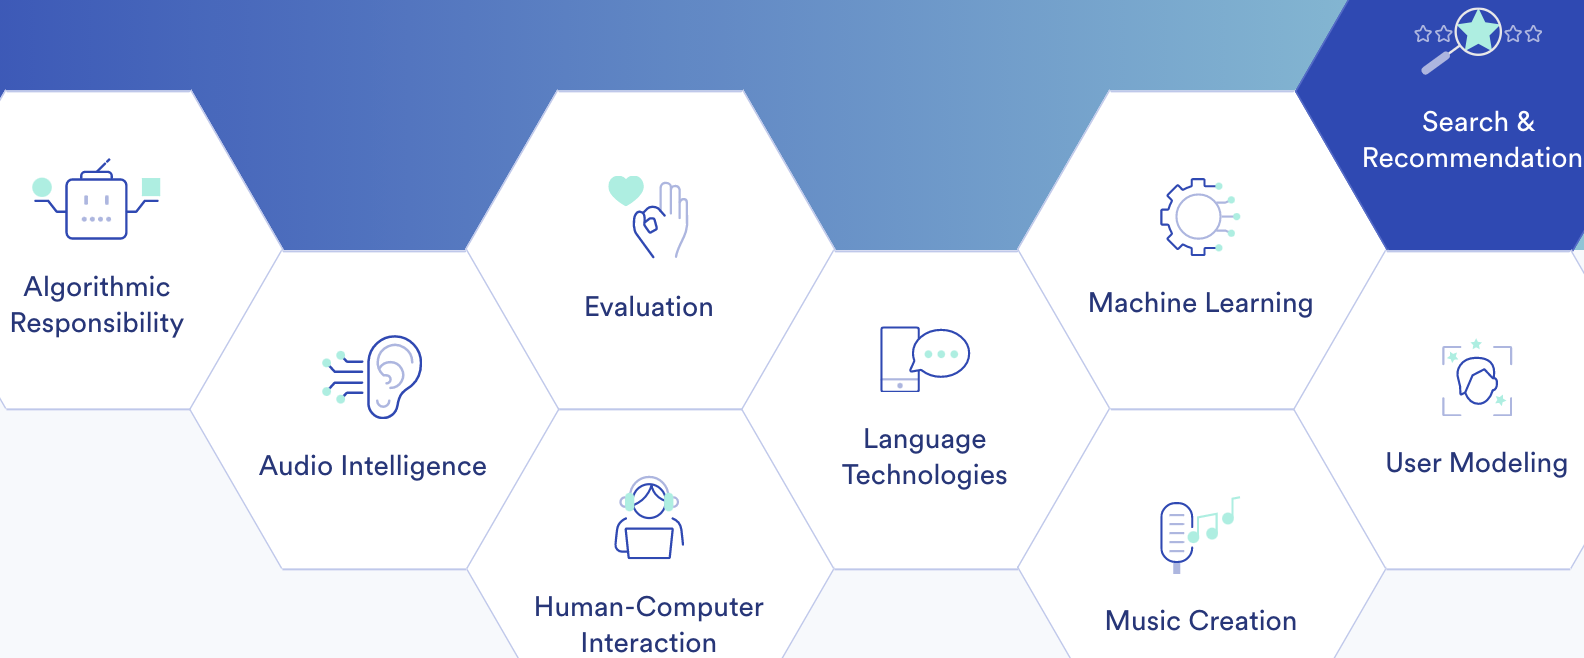 Search &
Recommendation
Algorithmic
Responsibility
Evaluation
Machine Learning
Audio Intelligence
Language
Technologies
User Modeling
Human-Computer
Interaction
Music Creation